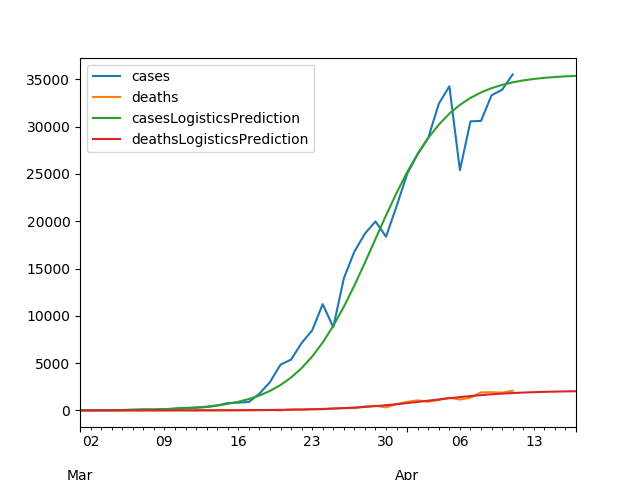 cases
deaths
casesLogisticsPrediction
deathsLogisticsPrediction
35000
30000
25000
20000
15000
10000
5000
0
02 09 16 23 30 06 13
Mar Apr